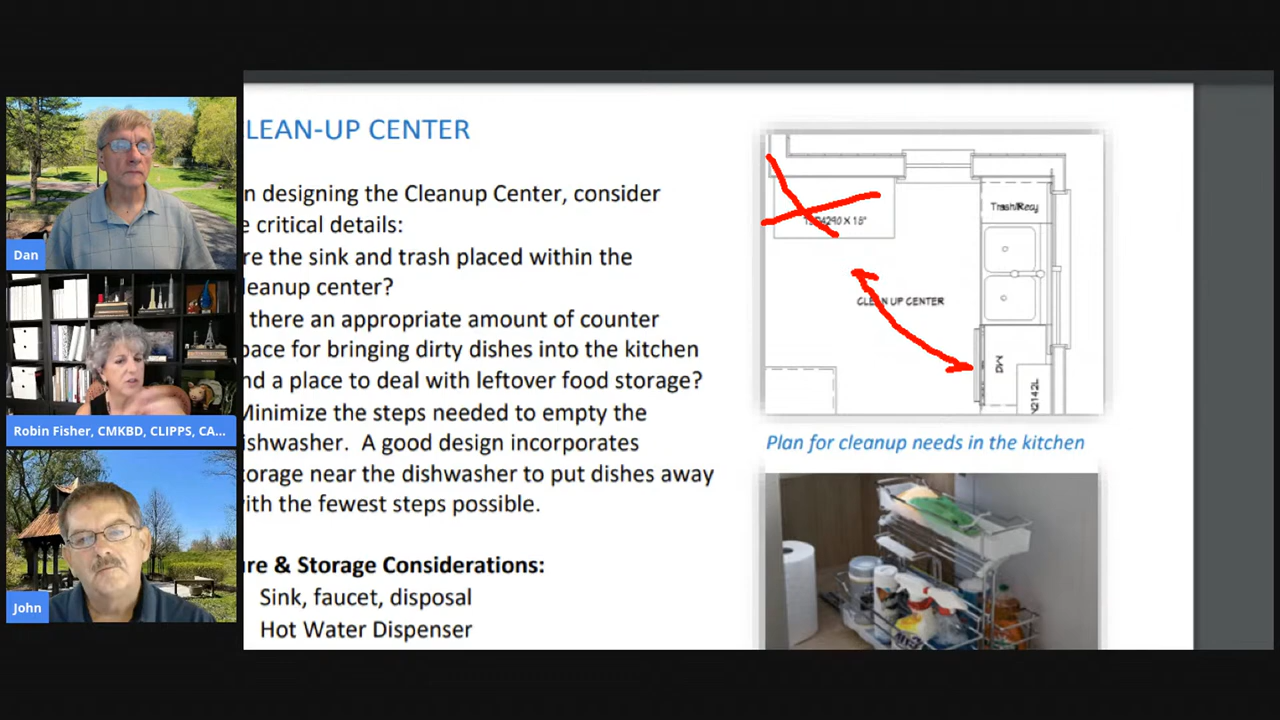 LEAN-UP CENTER
n designing the Cleanup Center, consider
e critical details:
re the sink and trash placed within the
leanup center?
there an appropriate amount of counter
pace for bringing dirty dishes into the kitchen
nd a place to deal with leftover food storage?
Minimize the steps needed to empty the
ishwasher. A good design incorporates
torage near the dishwasher to put dishes away
ith the fewest steps possible.
re & Storage Considerations:
Sink, faucet, disposal
Hot Water Dispenser
Trash/Recy
X 18"
CLEAN UP CENTER
DW
Plan for cleanup needs in the kitchen
Dan
Robin Fisher, CMKBD, CLIPPS, CA...
John